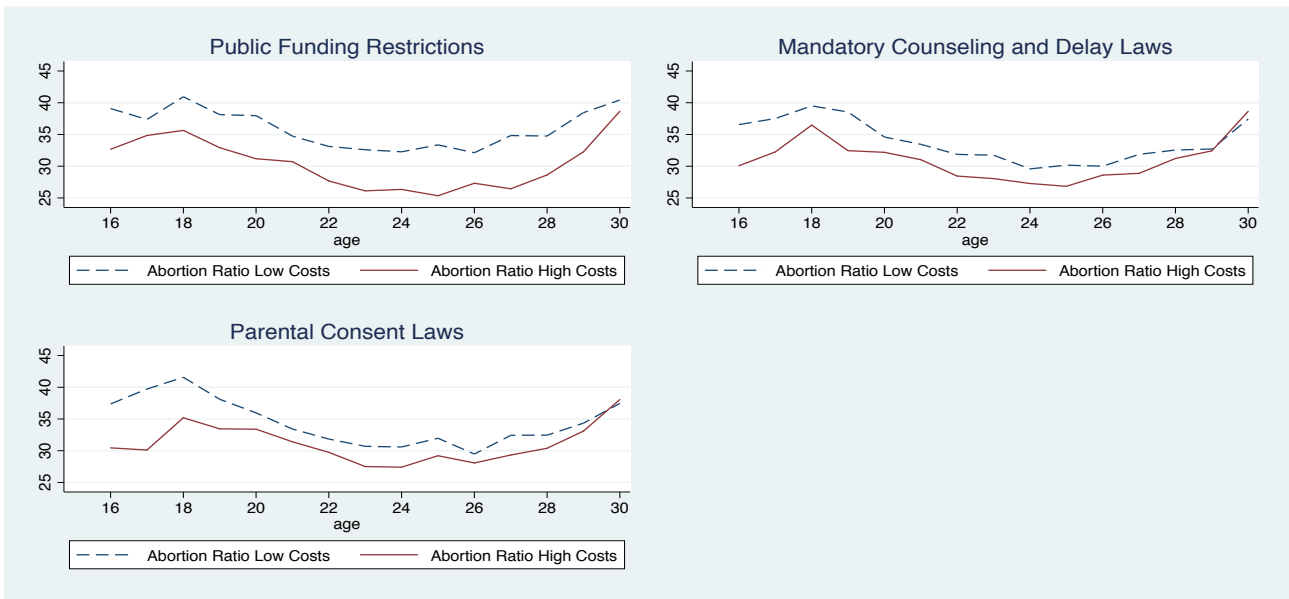 Public Funding Restrictions
45
40
35
30
25
16 18 20 22 24 26 28 30
age
Abortion Ratio Low Costs Abortion Ratio High Costs
Mandatory Counseling and Delay Laws
45
40
35
30
25
16 18 20 22 24 26 28 30
age
Abortion Ratio Low Costs Abortion Ratio High Costs
Parental Consent Laws
45
40
35
30
25
16 18 20 22 24 26 28 30
age
Abortion Ratio Low Costs Abortion Ratio High Costs